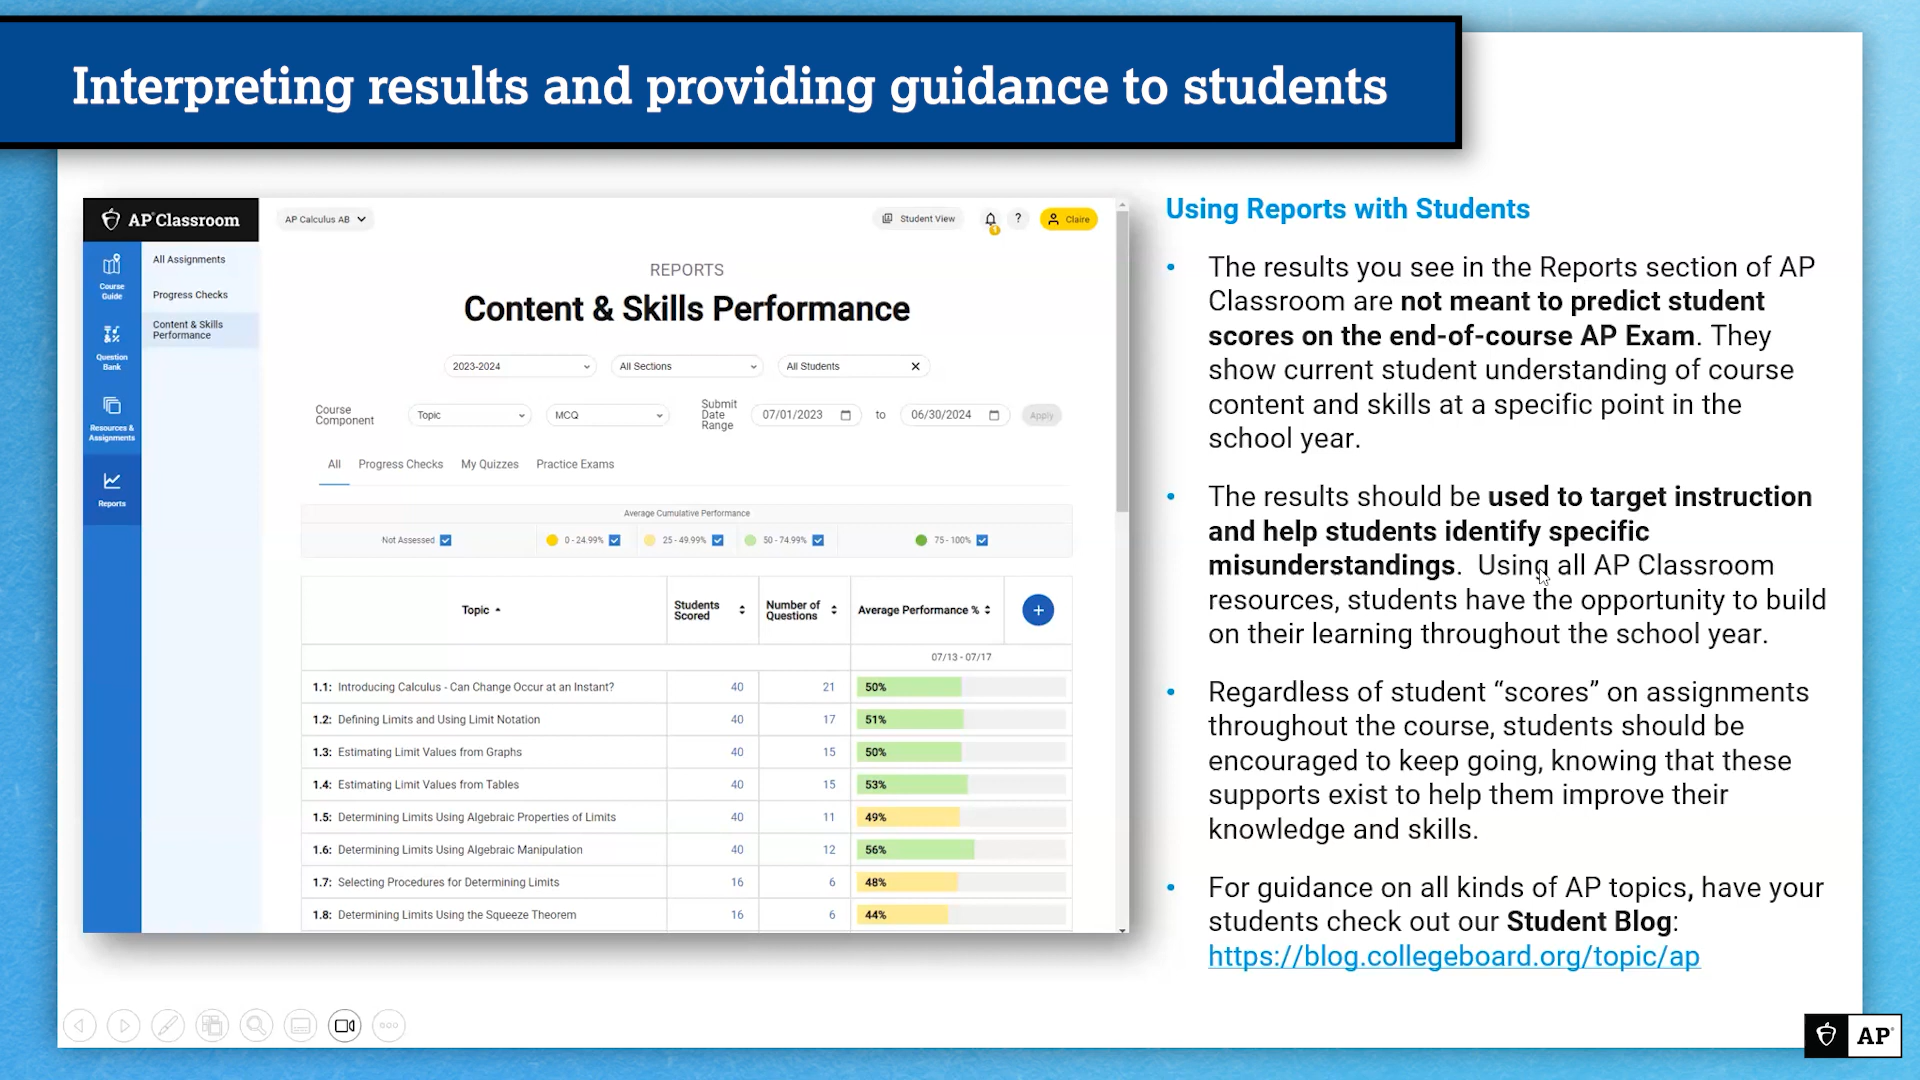 Interpreting results and providing guidance to students
AP Classroom
Course
Guide
Question
Bank
Resources &
Assignments
Reports
All Assignments
Progress Checks
Content & Skills
Performance
AP Calculus AB
Student View
?
Claire
REPORTS
Content & Skills Performance
2023-2024
All Sections
All Students
Course
Component
Topic
MCQ
Submit
Date
Range
07/01/2023
to
06/30/2024
Apply
All Progress Checks My Quizzes Practice Exams
Average Cumulative Performance
Not Assessed 0 - 24.99% 25 - 49.99% 50 - 74.99% 75 - 100%
Topic
Students
Scored
Number of
Questions
Average Performance %
+
07/13 - 07/17
1.1: Introducing Calculus - Can Change Occur at an Instant? 40 21 50%
1.2: Defining Limits and Using Limit Notation 40 17 51%
1.3: Estimating Limit Values from Graphs 40 15 50%
1.4: Estimating Limit Values from Tables 40 15 53%
1.5: Determining Limits Using Algebraic Properties of Limits 40 11 49%
1.6: Determining Limits Using Algebraic Manipulation 40 12 56%
1.7: Selecting Procedures for Determining Limits 16 6 48%
1.8: Determining Limits Using the Squeeze Theorem 16 6 44%
Using Reports with Students
• The results you see in the Reports section of AP
Classroom are not meant to predict student
scores on the end-of-course AP Exam. They
show current student understanding of course
content and skills at a specific point in the
school year.
• The results should be used to target instruction
and help students identify specific
misunderstandings. Using all AP Classroom
resources, students have the opportunity to build
on their learning throughout the school year.
• Regardless of student “scores” on assignments
throughout the course, students should be
encouraged to keep going, knowing that these
supports exist to help them improve their
knowledge and skills.
• For guidance on all kinds of AP topics, have your
students check out our Student Blog:
https://blog.collegeboard.org/topic/ap
AP